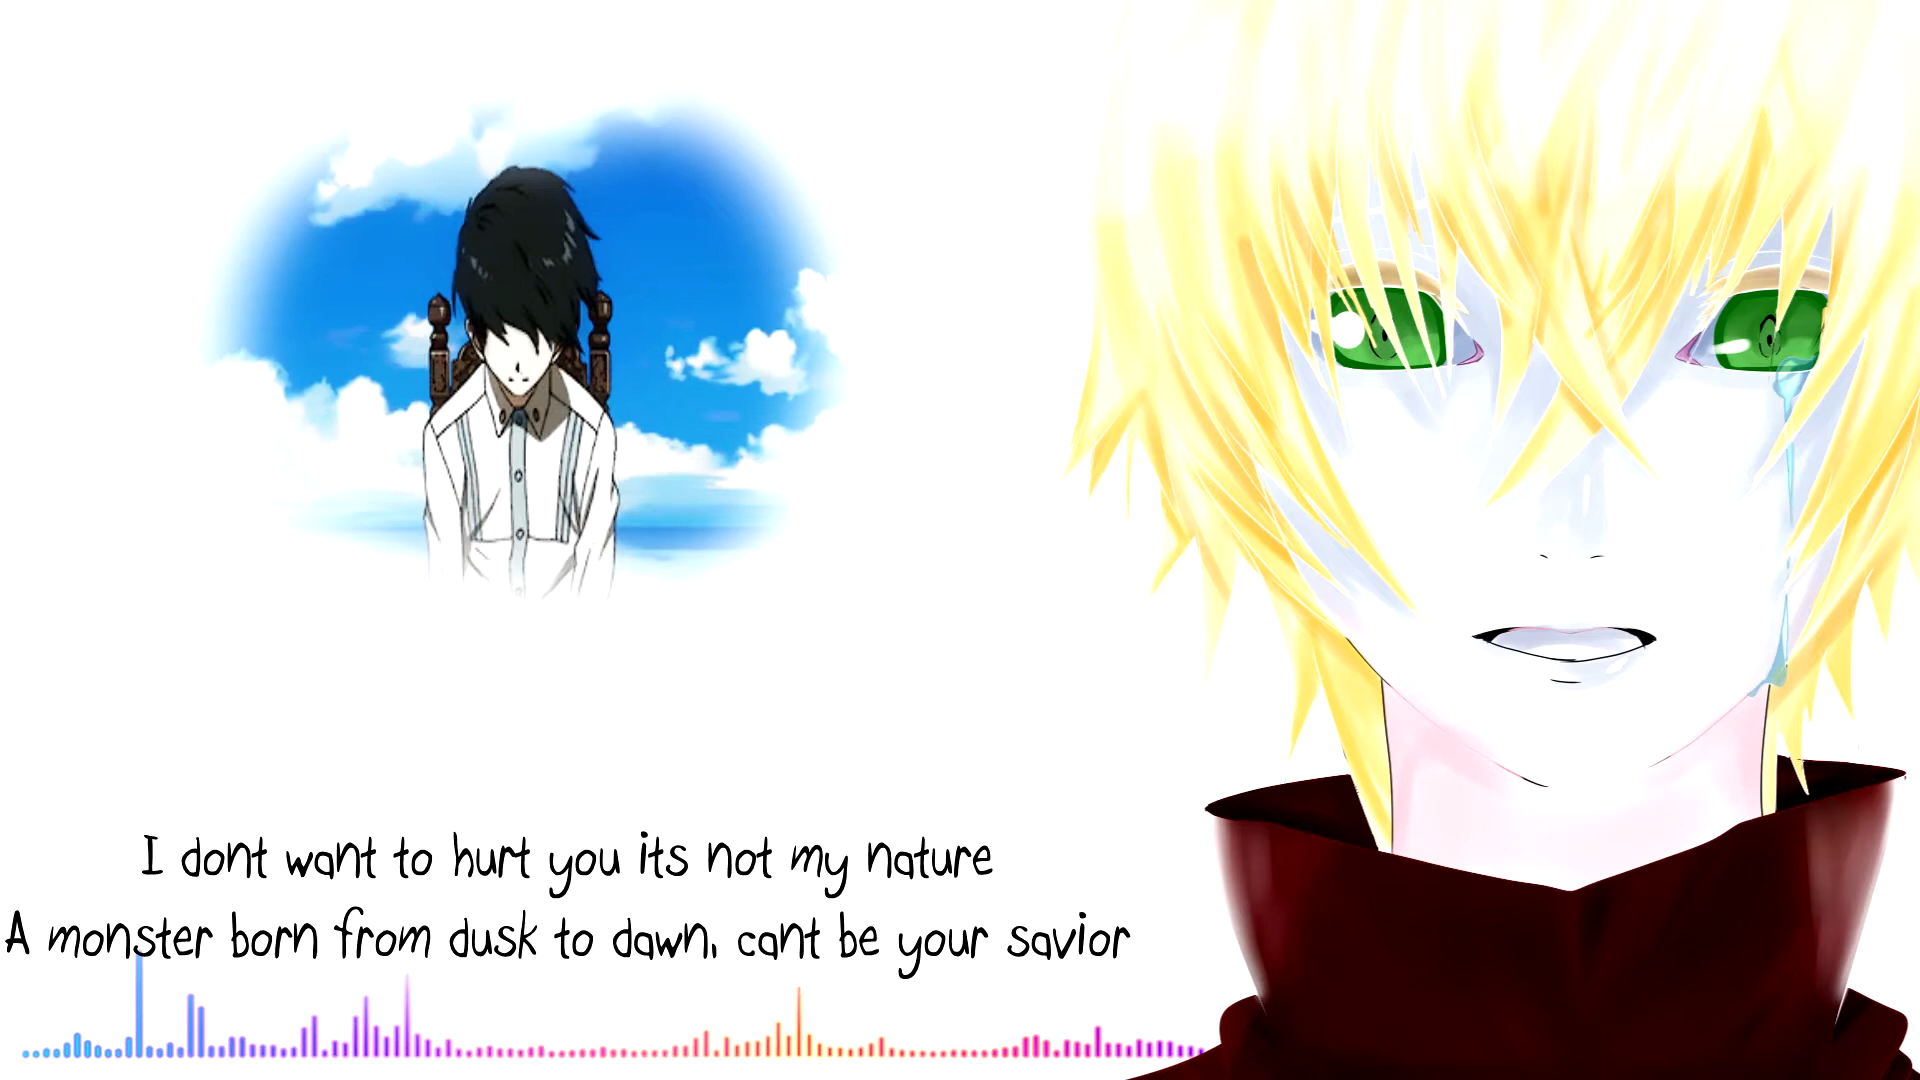 I dont want to hurt you its not my nature
A monster born from dusk to dawn, cant be your savior